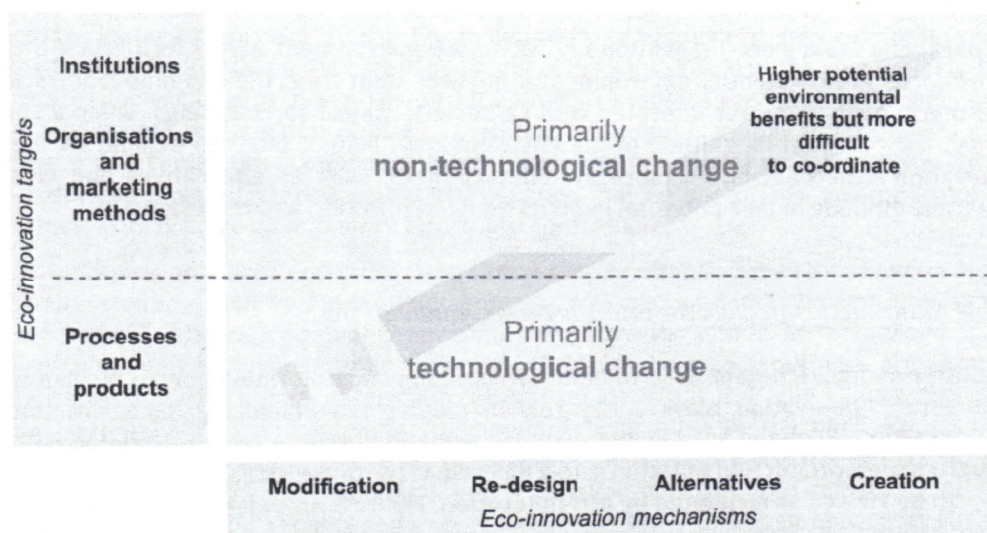 Eco-innovation targets
Institutions
Organisations
and
marketing
methods
Processes
and
products
Primarily
non-technological change
Higher potential
environmental
benefits but more
difficult
to co-ordinate
Primarily
technological change
Modification Re-design Alternatives Creation
Eco-innovation mechanisms